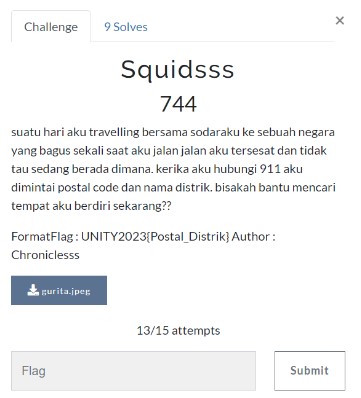 Challenge
9 Solves
×
Squidsss
744
suatu hari aku travelling bersama sodaraku ke sebuah negara
yang bagus sekali saat aku jalan jalan aku tersesat dan tidak
tau sedang berada dimana. kerika aku hubungi 911 aku
dimintai postal code dan nama distrik. bisakah bantu mencari
tempat aku berdiri sekarang??
FormatFlag : UNITY2023{Postal_Distrik} Author :
Chroniclesss
gurita.jpeg
13/15 attempts
Flag
Submit